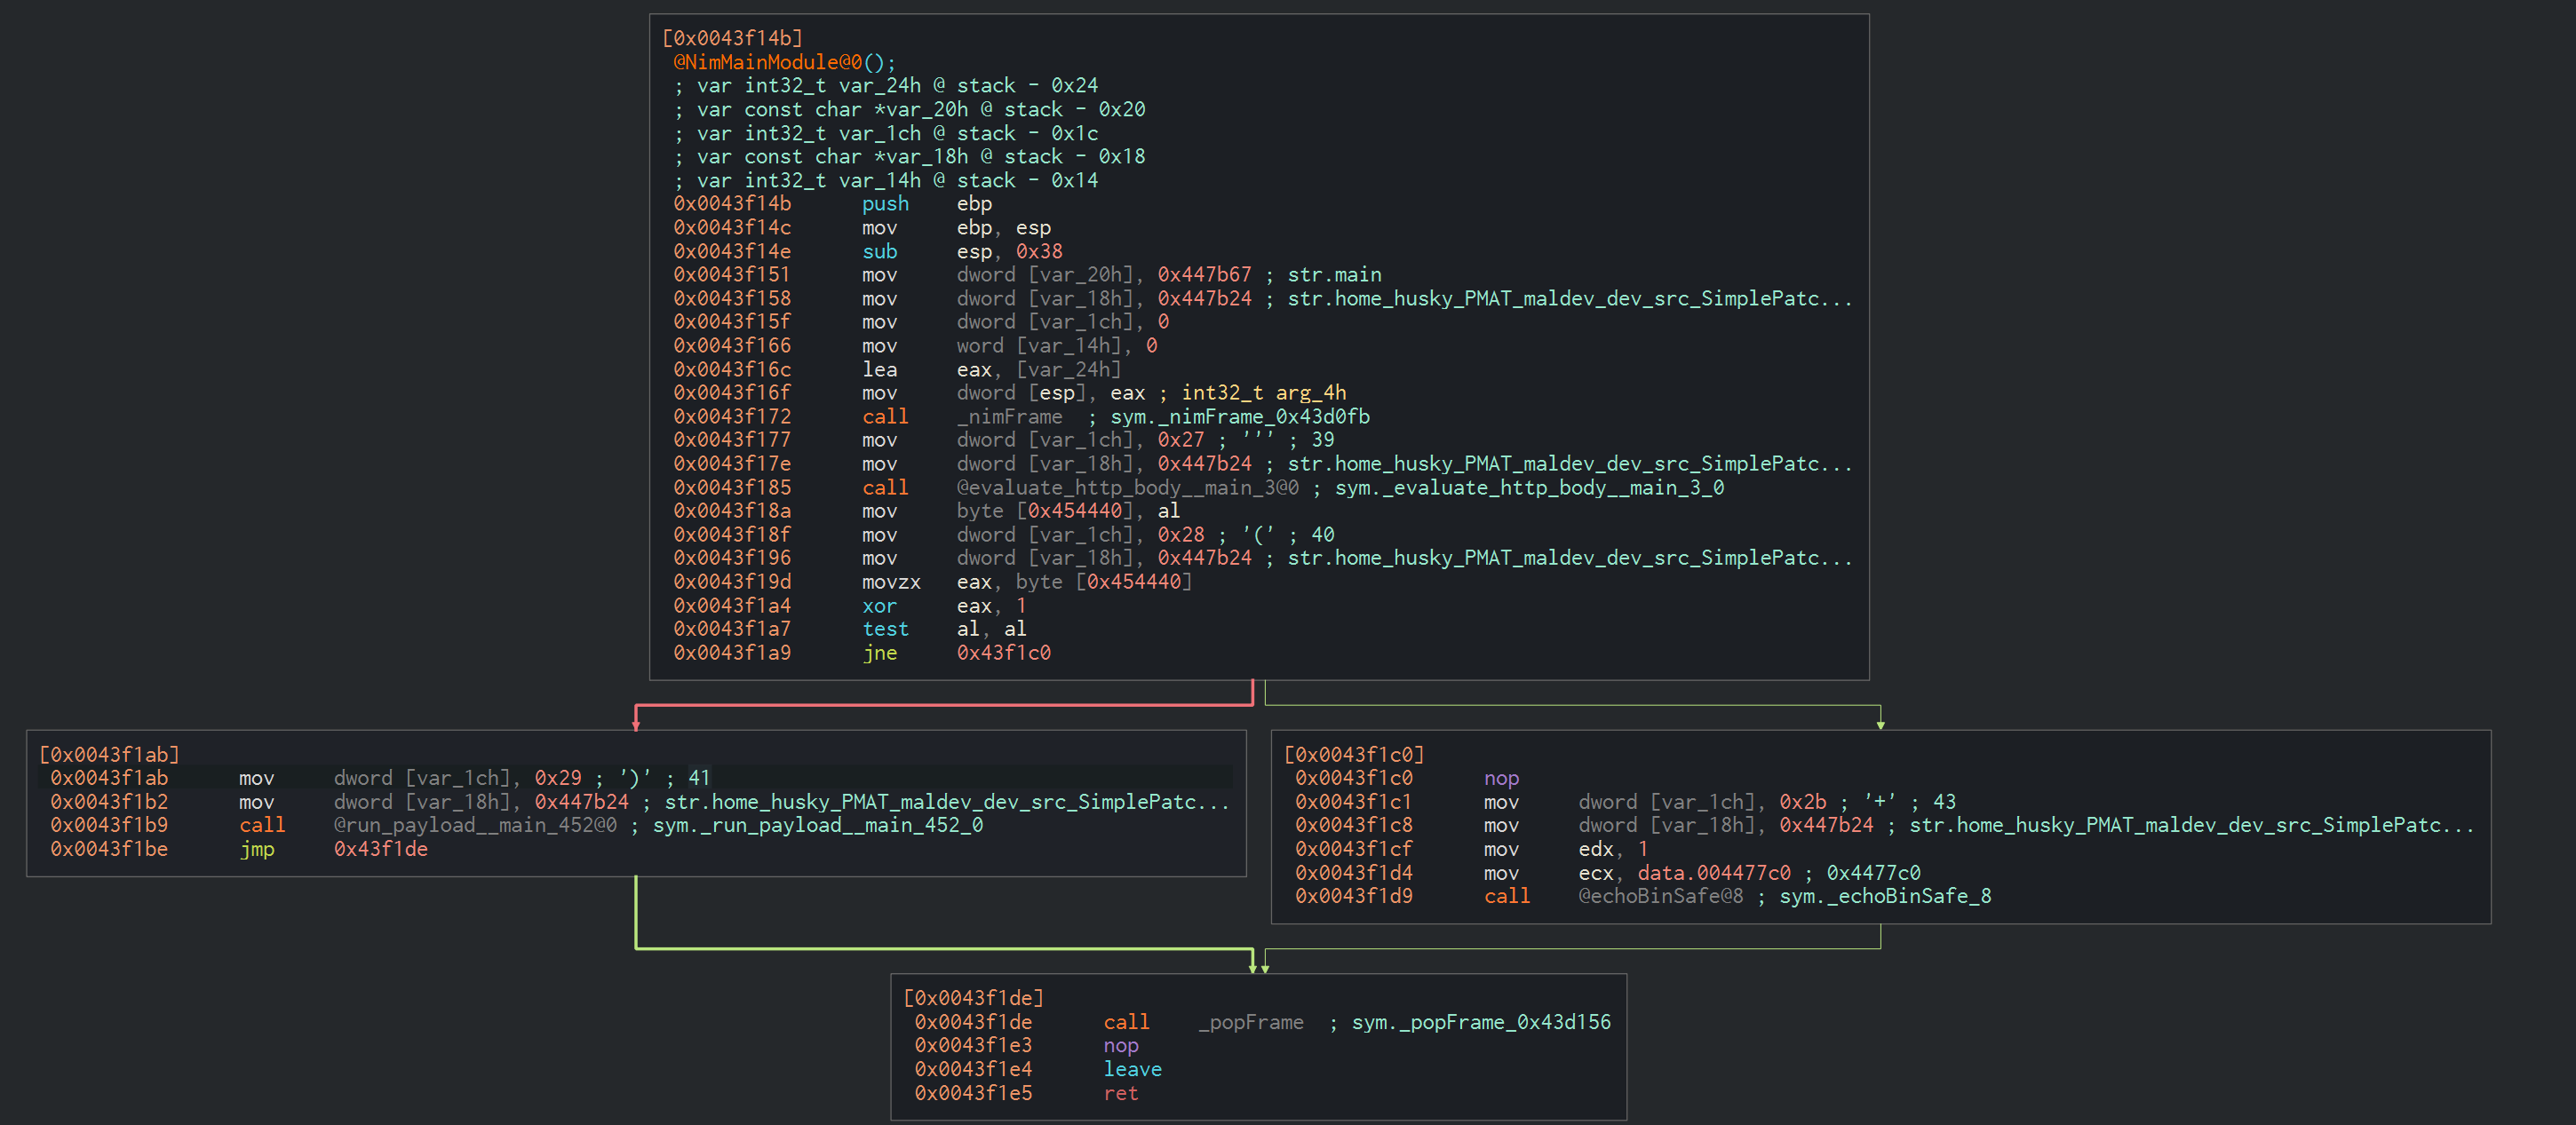 [0x0043f14b]
@NimMainModule@0();
; var int32_t var_24h @ stack - 0x24
; var const char *var_20h @ stack - 0x20
; var int32_t var_1ch @ stack - 0x1c
; var const char *var_18h @ stack - 0x18
; var int32_t var_14h @ stack - 0x14
0x0043f14b push ebp
0x0043f14c mov ebp, esp
0x0043f14e sub esp, 0x38
0x0043f151 mov dword [var_20h], 0x447b67 ; str.main
0x0043f158 mov dword [var_18h], 0x447b24 ; str.home_husky_PMAT_maldev_dev_src_SimplePatc...
0x0043f15f mov dword [var_1ch], 0
0x0043f166 mov word [var_14h], 0
0x0043f16c lea eax, [var_24h]
0x0043f16f mov dword [esp], eax ; int32_t arg_4h
0x0043f172 call _nimFrame ; sym._nimFrame_0x43d0fb
0x0043f177 mov dword [var_1ch], 0x27 ; ''' ; 39
0x0043f17e mov dword [var_18h], 0x447b24 ; str.home_husky_PMAT_maldev_dev_src_SimplePatc...
0x0043f185 call @evaluate_http_body__main_3@0 ; sym._evaluate_http_body__main_3_0
0x0043f18a mov byte [0x454440], al
0x0043f18f mov dword [var_1ch], 0x28 ; '(' ; 40
0x0043f196 mov dword [var_18h], 0x447b24 ; str.home_husky_PMAT_maldev_dev_src_SimplePatc...
0x0043f19d movzx eax, byte [0x454440]
0x0043f1a4 xor eax, 1
0x0043f1a7 test al, al
0x0043f1a9 jne 0x43f1c0
[0x0043f1ab]
0x0043f1ab mov dword [var_1ch], 0x29 ; ')' ; 41
0x0043f1b2 mov dword [var_18h], 0x447b24 ; str.home_husky_PMAT_maldev_dev_src_SimplePatc...
0x0043f1b9 call @run_payload__main_452@0 ; sym._run_payload__main_452_0
0x0043f1be jmp 0x43f1de
[0x0043f1c0]
0x0043f1c0 nop
0x0043f1c1 mov dword [var_1ch], 0x2b ; '+' ; 43
0x0043f1c8 mov dword [var_18h], 0x447b24 ; str.home_husky_PMAT_maldev_dev_src_SimplePatc...
0x0043f1cf mov edx, 1
0x0043f1d4 mov ecx, data.004477c0 ; 0x4477c0
0x0043f1d9 call @echoBinSafe@8 ; sym._echoBinSafe_8
[0x0043f1de]
0x0043f1de call _popFrame ; sym._popFrame_0x43d156
0x0043f1e3 nop
0x0043f1e4 leave
0x0043f1e5 ret